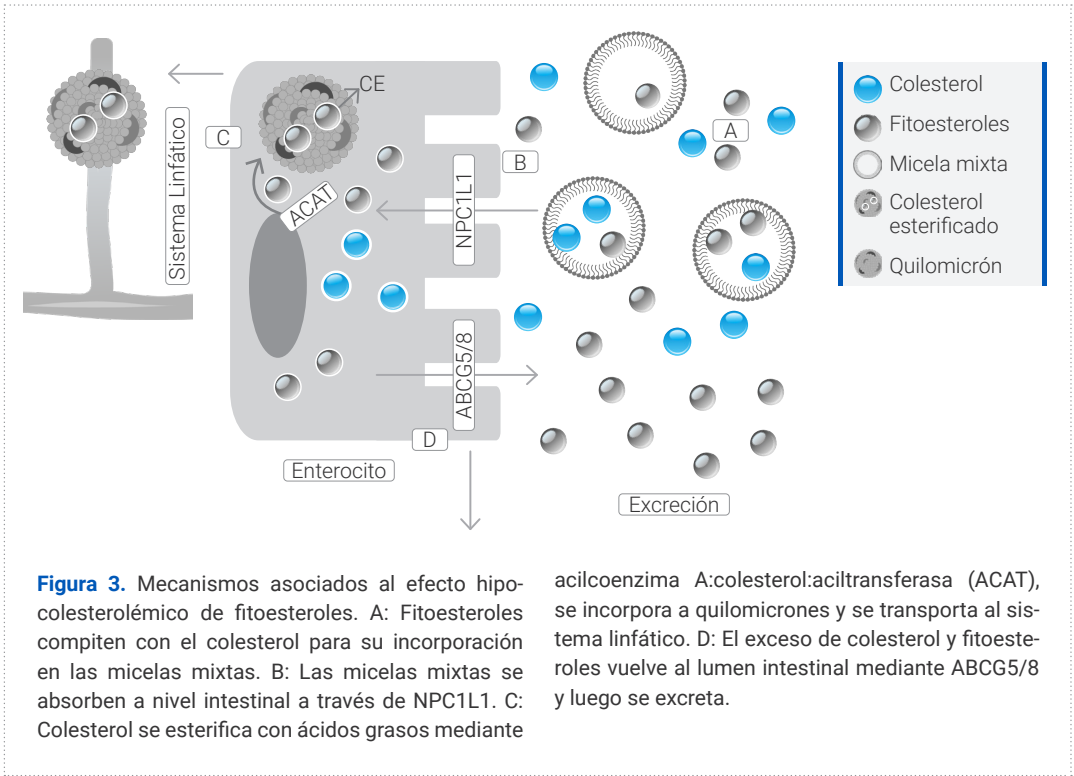 Sistema Linfático
C
CE
ACAT
NPC1L1
B
A
ABCG5/8
D
Enterocito
Excreción
Colesterol
Fitoesteroles
Micela mixta
Colesterol
esterificado
Quilomicrón
Figura 3. Mecanismos asociados al efecto hipo-
colesterolémico de fitoesteroles. A: Fitoesteroles
compiten con el colesterol para su incorporación
en las micelas mixtas. B: Las micelas mixtas se
absorben a nivel intestinal a través de NPC1L1. C:
Colesterol se esterifica con ácidos grasos mediante
acilcoenzima A:colesterol:aciltransferasa (ACAT),
se incorpora a quilomicrones y se transporta al sis-
tema linfático. D: El exceso de colesterol y fitoeste-
roles vuelve al lumen intestinal mediante ABCG5/8
y luego se excreta.